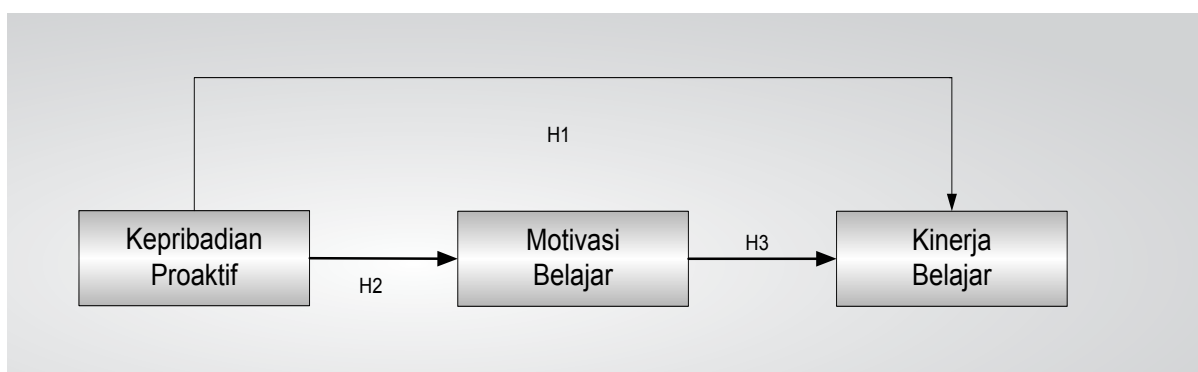 H1
Kepribadian
Proaktif
H2
Motivasi
Belajar
H3
Kinerja
Belajar